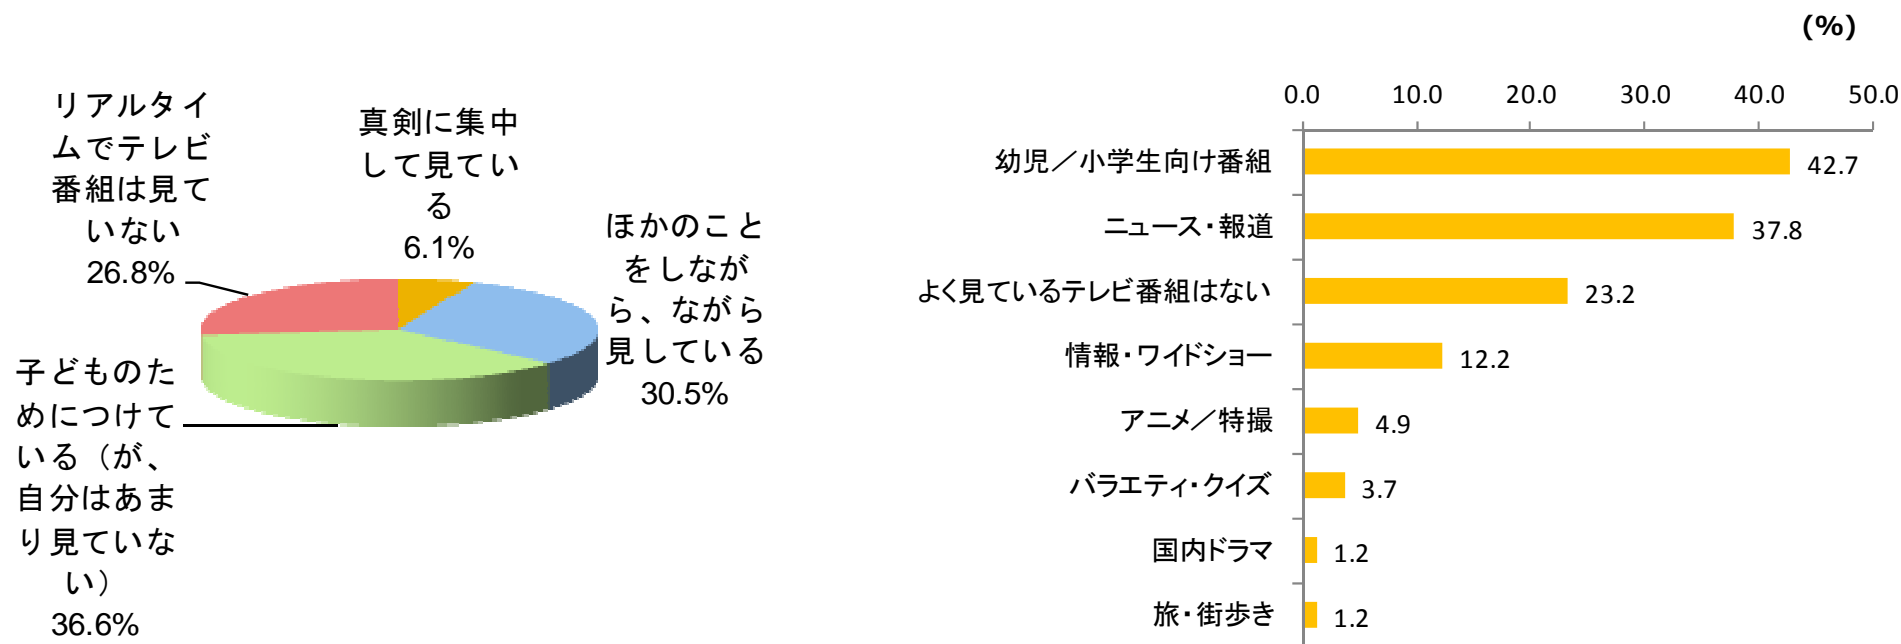 リアルタイ
ムでテレビ
番組は見て
いない
26.8%
真剣に集中
して見てい
る
6.1%
ほかのこと
をしなが
ら、ながら
見している
30.5%
子どものた
めにつけて
いる（が、
自分はあま
り見ていな
い）
36.6%
(%)
0.0 10.0 20.0 30.0 40.0 50.0
幼児／小学生向け番組 42.7
ニュース・報道 37.8
よく見ているテレビ番組はない 23.2
情報・ワイドショー 12.2
アニメ／特撮 4.9
バラエティ・クイズ 3.7
国内ドラマ 1.2
旅・街歩き 1.2